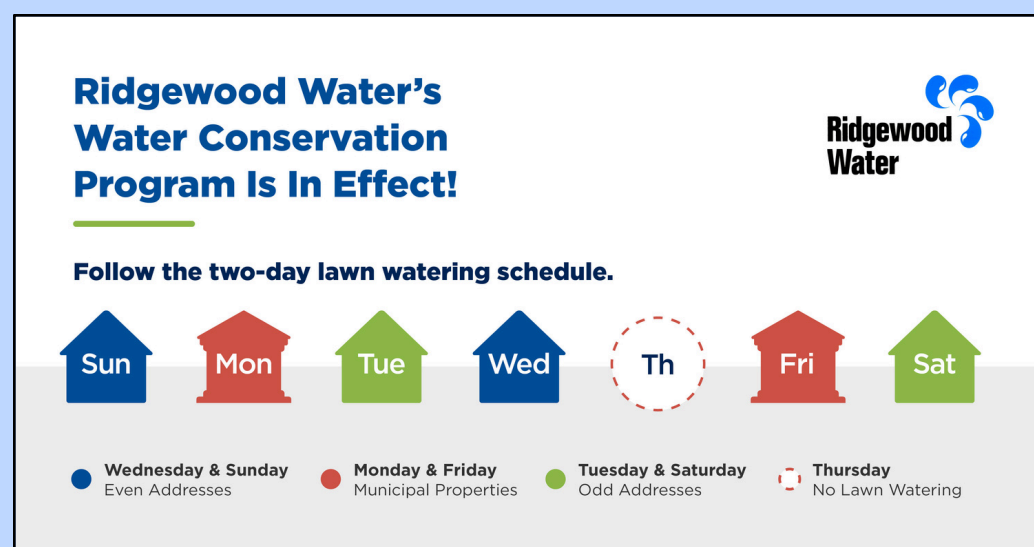 Ridgewood Water's
Water Conservation
Program Is In Effect!
Ridgewood
Water
Follow the two-day lawn watering schedule.
Sun Mon Tue Wed Th Fri Sat
Wednesday & Sunday
Even Addresses
Monday & Friday
Municipal Properties
Tuesday & Saturday
Odd Addresses
Thursday
No Lawn Watering